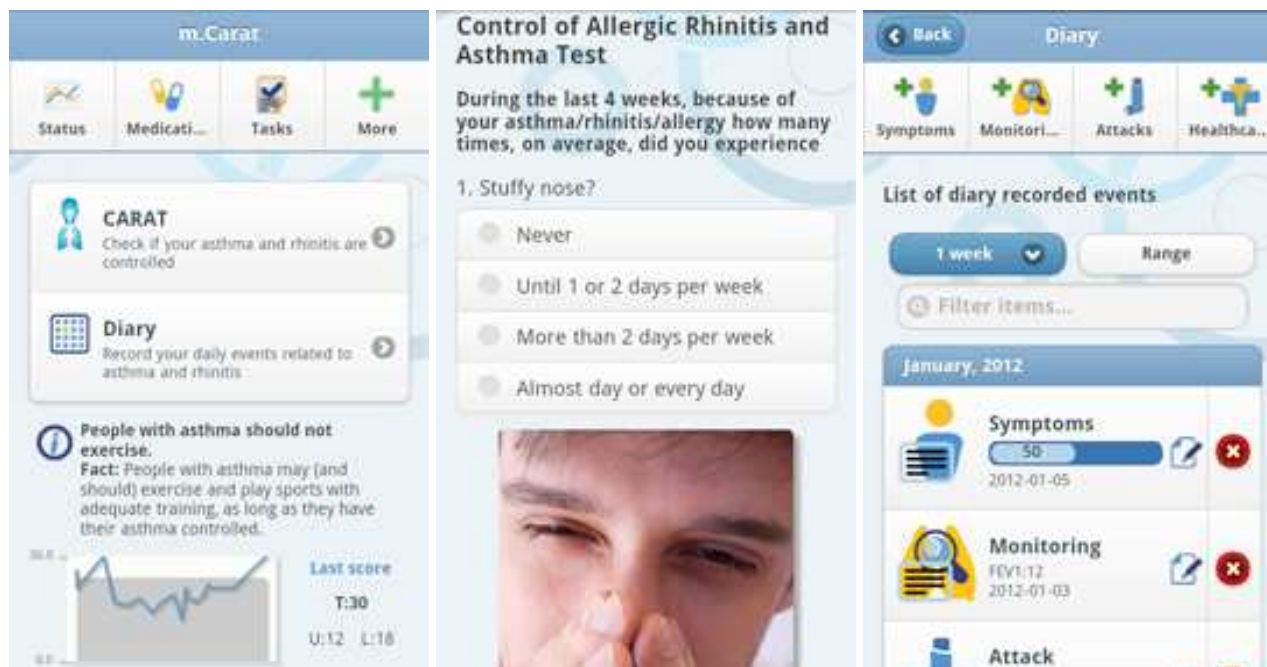 m.Carat
Status
Medicati...
Tasks
More
CARAT
Check if your asthma and rhinitis are
controlled
Diary
Record your daily events related to
asthma and rhinitis
People with asthma should not
exercise.
Fact: People with asthma may (and
should) exercise and play sports with
adequate training, as long as they have
their asthma controlled.
Last score
T:30
U:12 L:18
Control of Allergic Rhinitis and
Asthma Test
During the last 4 weeks, because of
your asthma/rhinitis/allergy how many
times, on average, did you experience
1. Stuffy nose?
Never
Until 1 or 2 days per week
More than 2 days per week
Almost day or every day
Back
Diary
Symptoms
Monitori...
Attacks
Healthca...
List of diary recorded events
1 week
Range
Filter items...
January, 2012
Symptoms
50
2012-01-05
Monitoring
FEV1:12
2012-01-03
Attack